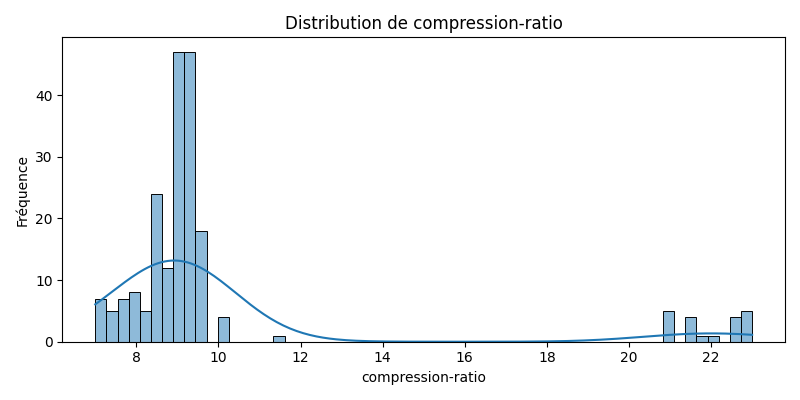 Distribution de compression-ratio
Fréquence
40
30
20
10
0
8 10 12 14 16 18 20 22
compression-ratio